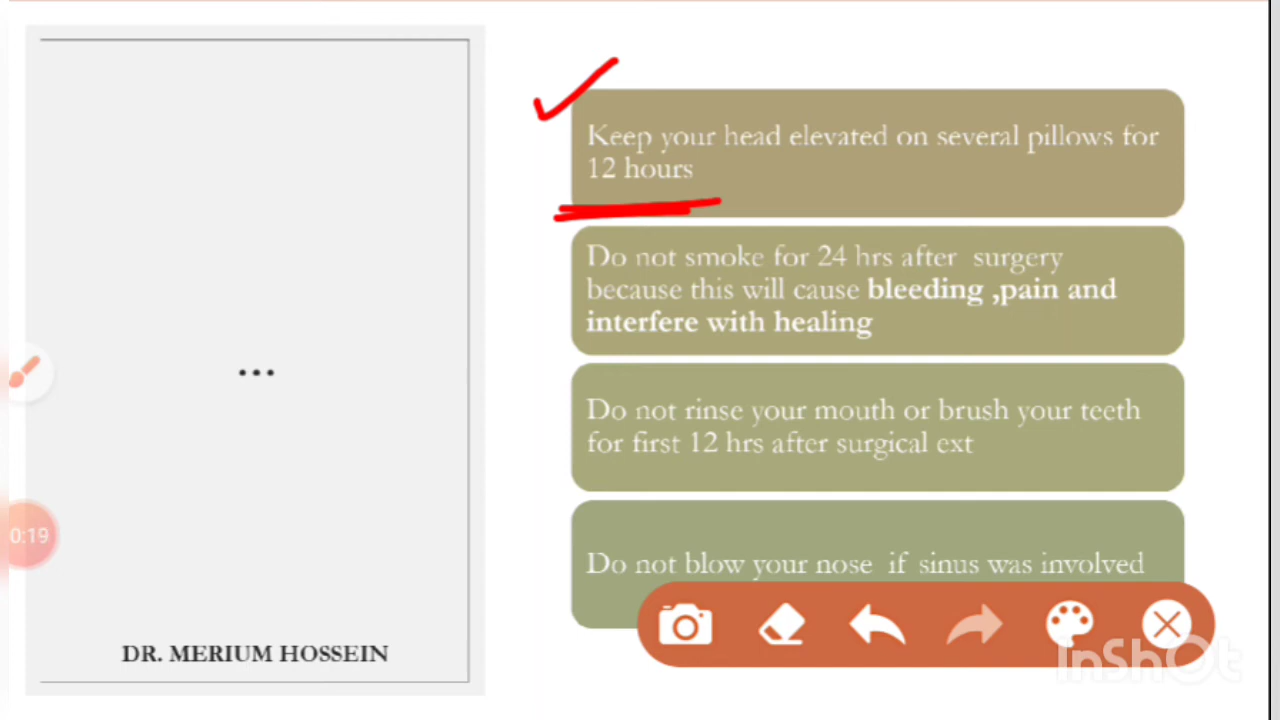 Keep your head elevated on several pillows for
12 hours
Do not smoke for 24 hrs after surgery
because this will cause bleeding ,pain and
interfere with healing
Do not rinse your mouth or brush your teeth
for first 12 hrs after surgical ext
Do not blow your nose if sinus was involved
...
0:19
DR. MERIUM HOSSEIN
InShOt